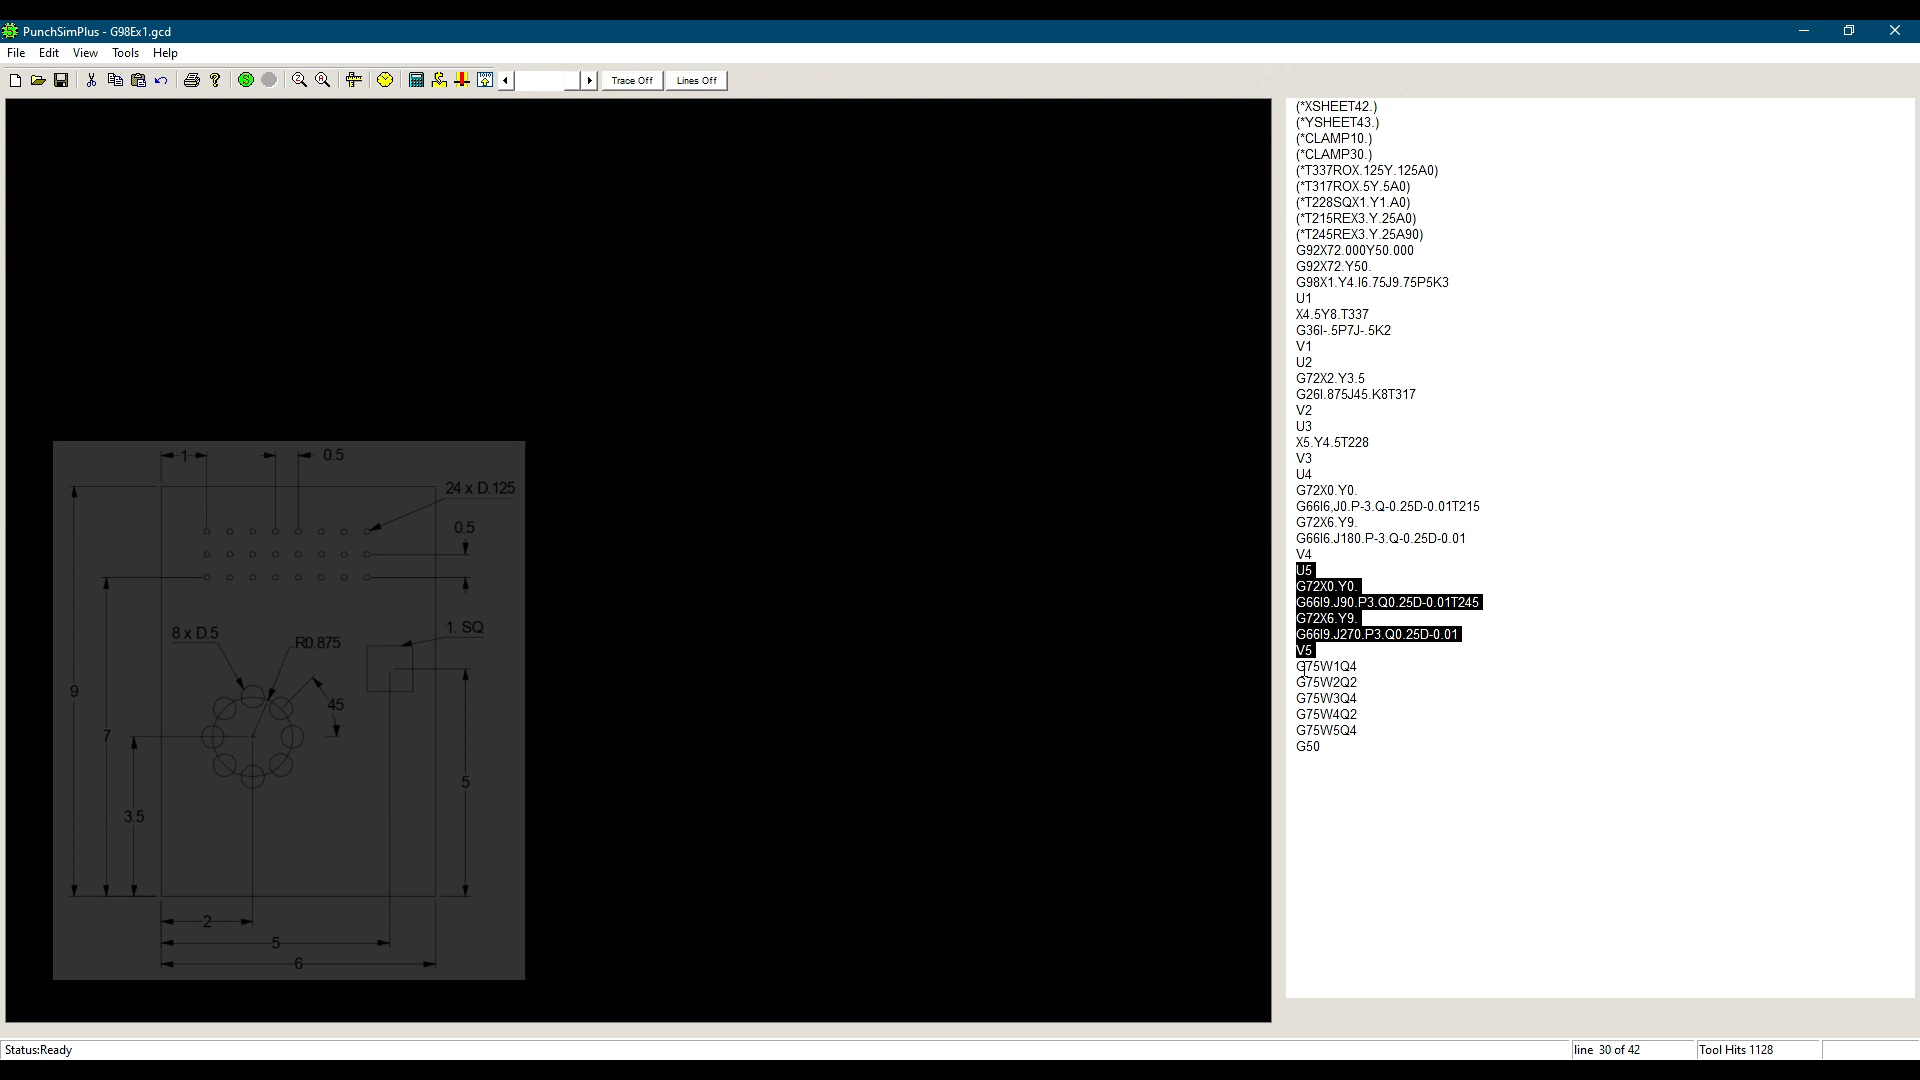 PunchSimPlus - G98Ex1.gcd
File Edit View Tools Help
Trace Off Lines Off
(*XSHEET42.)
(*YSHEET43.)
(*CLAMP10.)
(*CLAMP30.)
(*T337ROX.125Y.125A0)
(*T317ROX.5Y.5A0)
(*T228SQX1.Y1.A0)
(*T215REX3.Y.25A0)
(*T245REX3.Y.25A90)
G92X72.000Y50.000
G92X72.Y50.
G98X1.Y4.I6.75J9.75P5K3
U1
X4.5Y8.T337
G36I-.5P7J-.5K2
V1
U2
G72X2.Y3.5
G26I.875J45.K8T317
V2
U3
X5.Y4.5T228
V3
U4
G72X0.Y0.
G66I6,J0.P-3.Q-0.25D-0.01T215
G72X6.Y9.
G66I6.J180.P-3.Q-0.25D-0.01
V4
U5
G72X0.Y0.
G66I9.J90.P3.Q0.25D-0.01T245
G72X6.Y9.
G66I9.J270.P3.Q0.25D-0.01
V5
G75W1Q4
G75W2Q2
G75W3Q4
G75W4Q2
G75W5Q4
G50
1
0.5
24 x D.125
0.5
8 x D.5
R0.875
1. SQ
9
45
7
5
3.5
2
5
6
Status:Ready
line 30 of 42
Tool Hits 1128